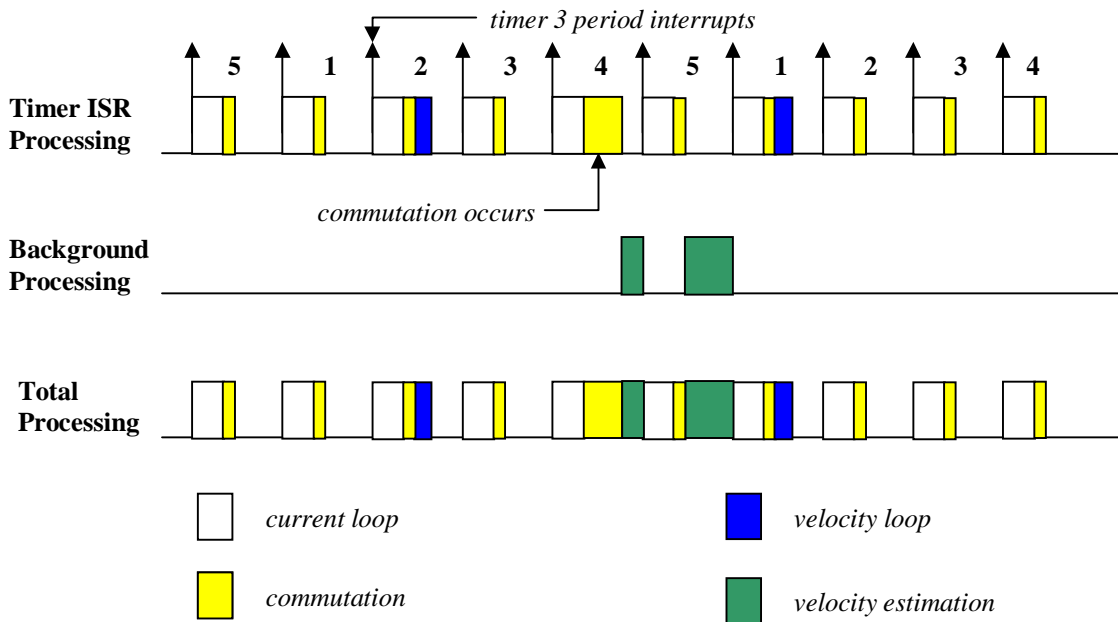 timer 3 period interrupts
5 1 2 3 4 5 1 2 3 4
Timer ISR
Processing
commutation occurs
Background
Processing
Total
Processing
current loop
velocity loop
commutation
velocity estimation